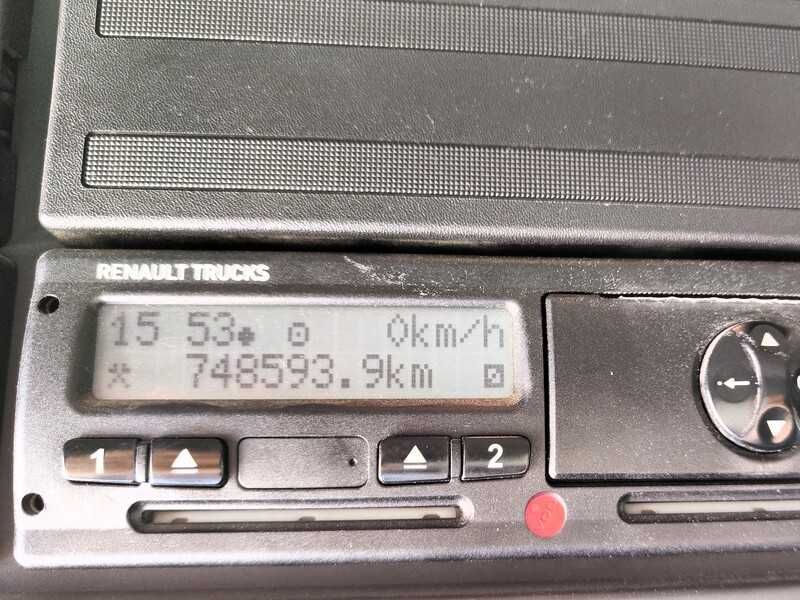 RENAULT TRUCKS
15 53 0km/h
748593.9km
1 2